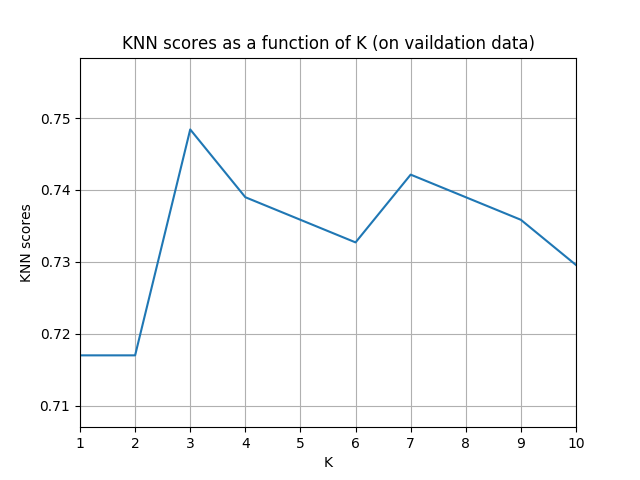 KNN scores as a function of K (on vaildation data)
0.75
0.74
0.73
0.72
0.71
KNN scores
1 2 3 4 5 6 7 8 9 10
K